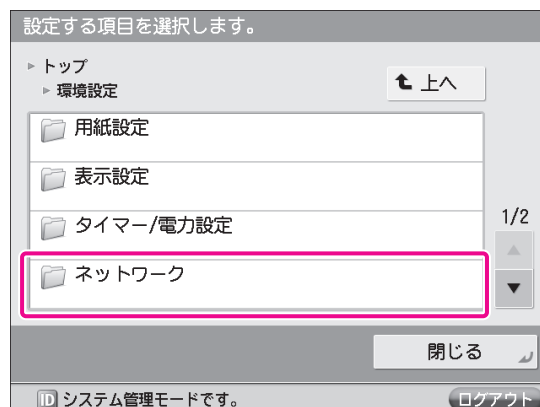 設定する項目を選択します。
トップ
環境設定
上へ
用紙設定
表示設定
タイマー/電力設定
ネットワーク
1/2
閉じる
ID システム管理モードです。
ログアウト